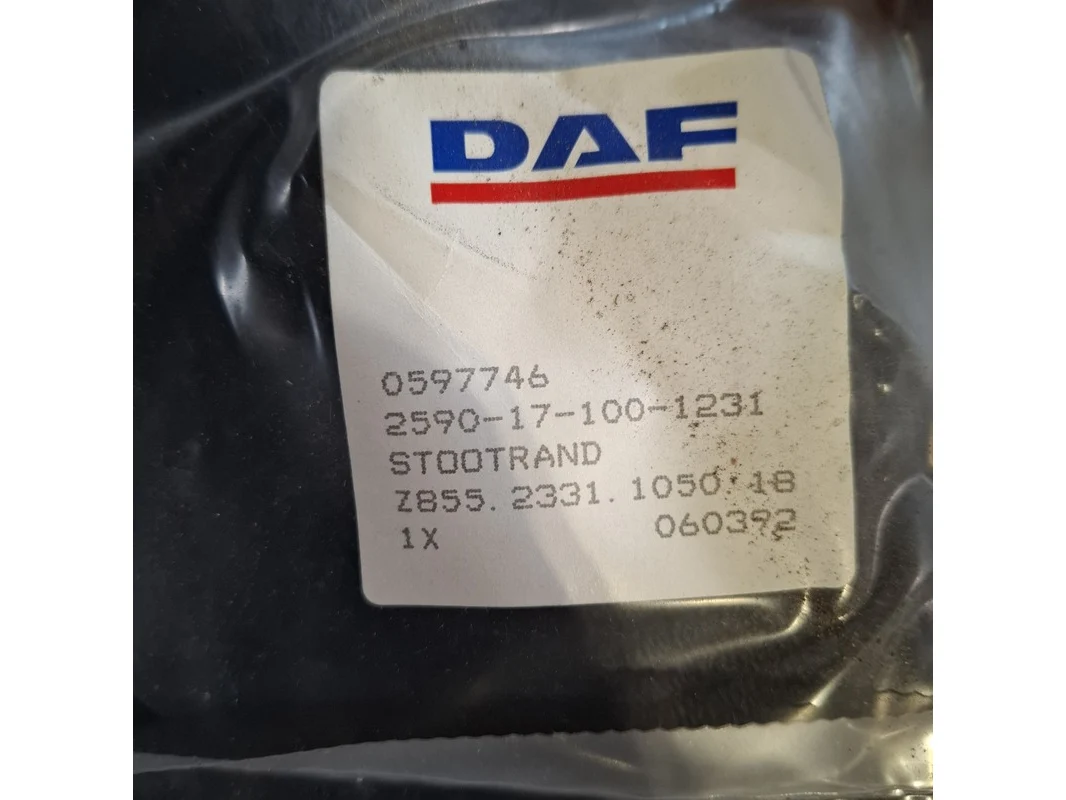 DAF
0597746
2590-17-100-1231
STOOTRAND
Z855.2331.1050.18
1X 060392